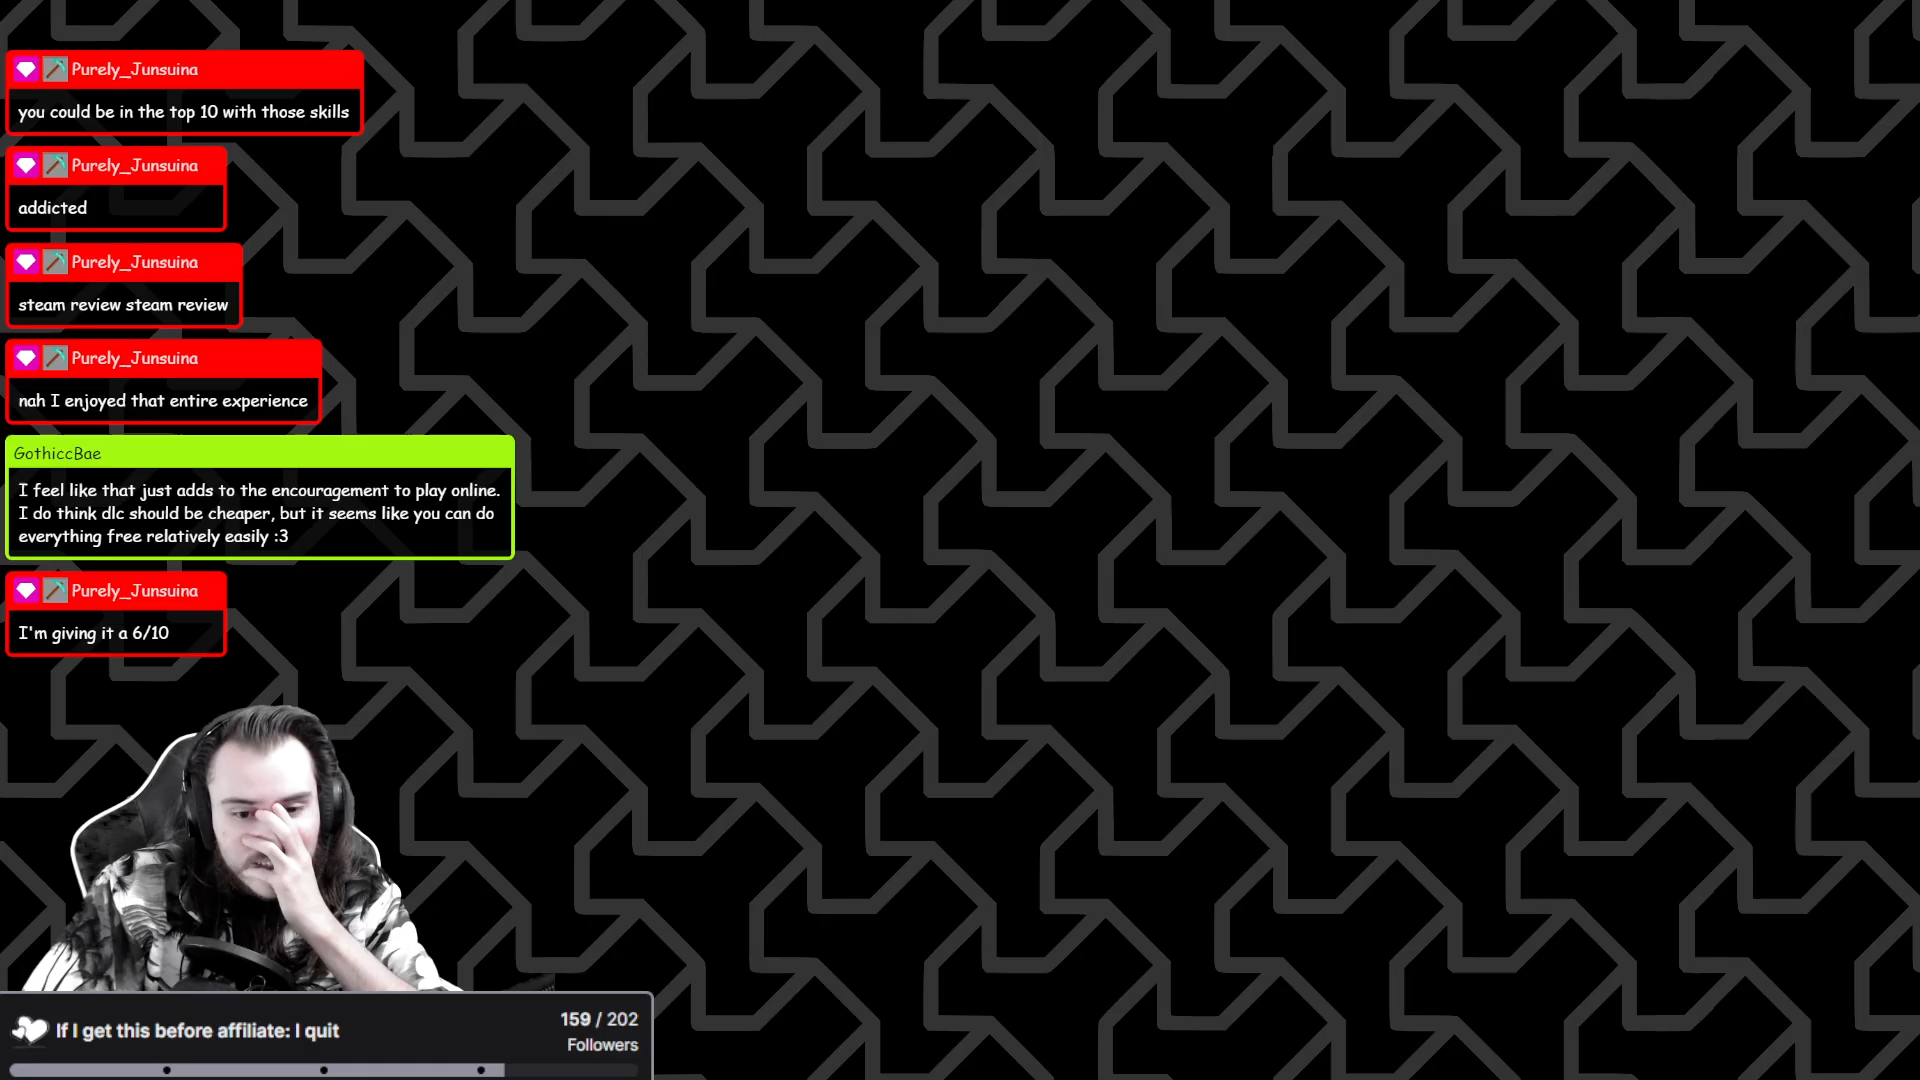 Purely_Junsuina
you could be in the top 10 with those skills
Purely_Junsuina
addicted
Purely_Junsuina
steam review steam review
Purely_Junsuina
nah I enjoyed that entire experience
GothiccBae
I feel like that just adds to the encouragement to play online.
I do think dlc should be cheaper, but it seems like you can do
everything free relatively easily :3
Purely_Junsuina
I'm giving it a 6/10
If I get this before affiliate: I quit
159 / 202
Followers